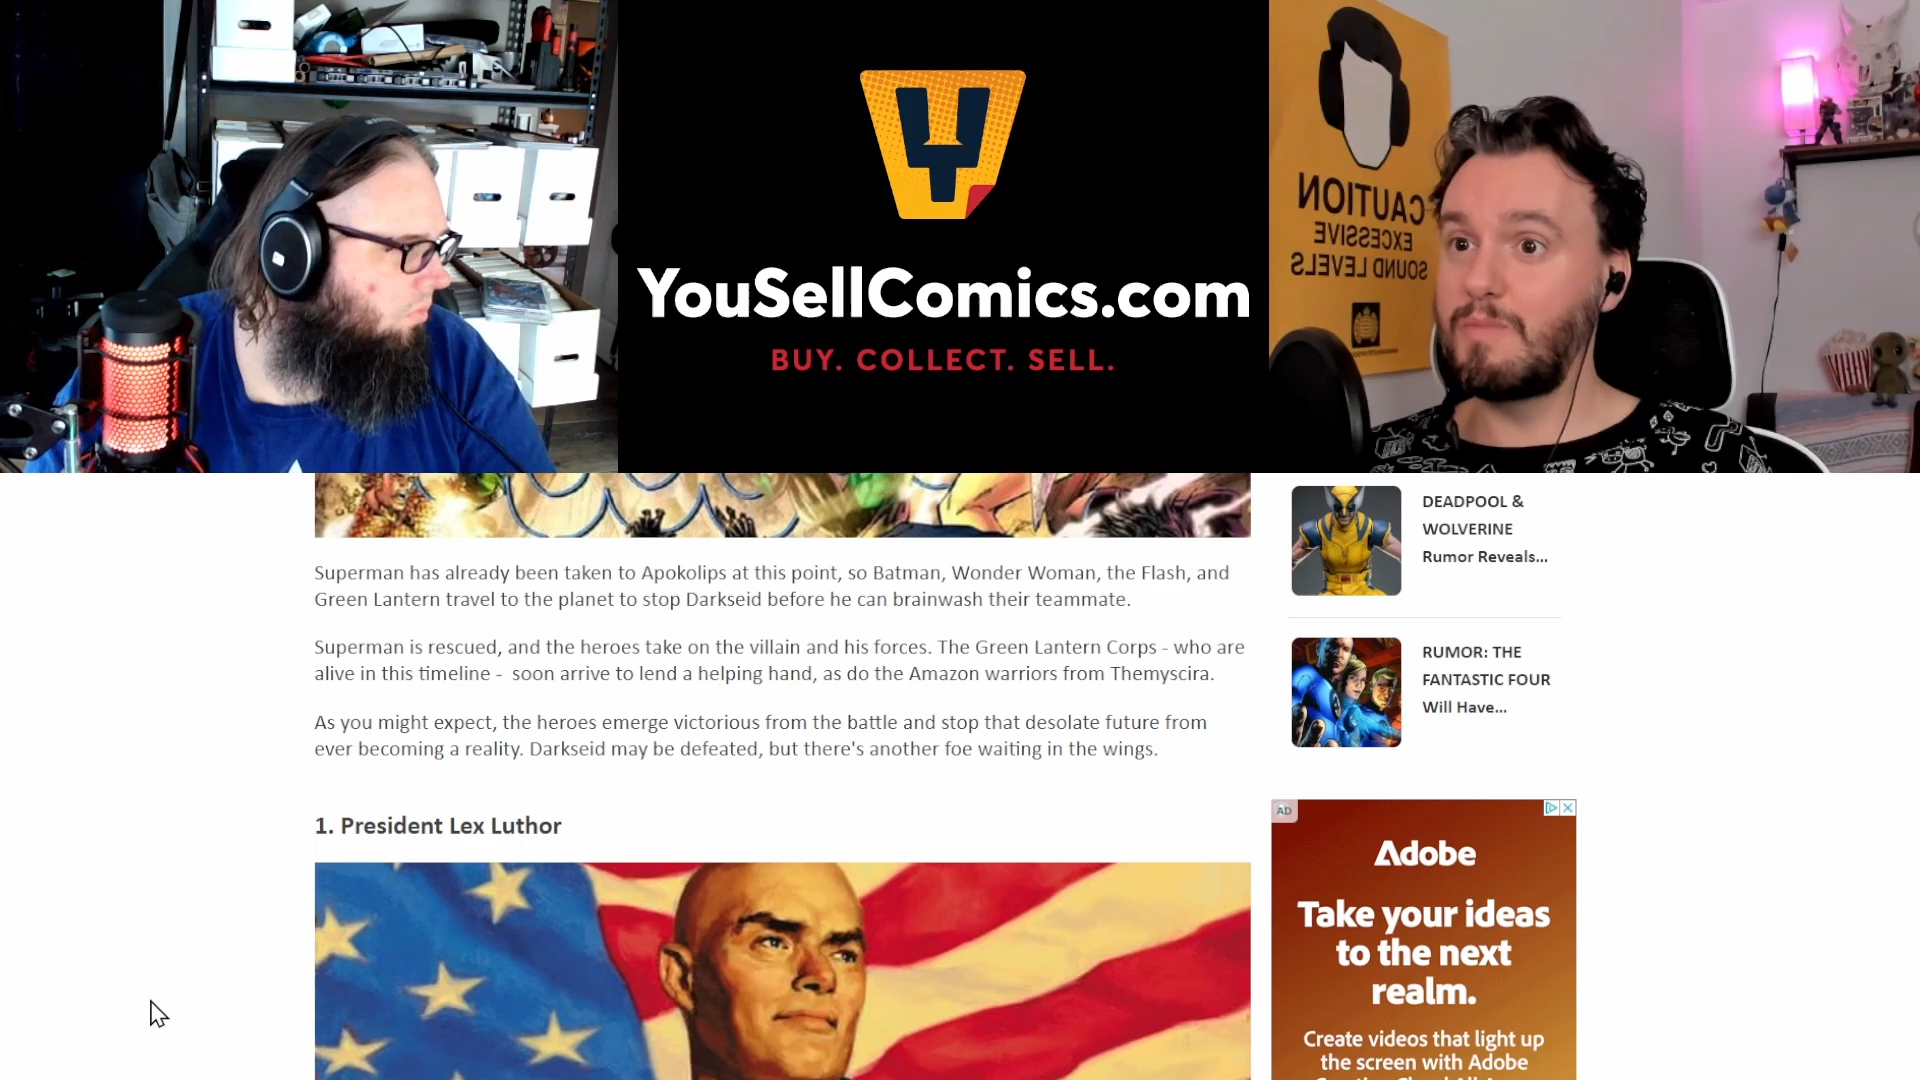 YouSellComics.com
BUY. COLLECT. SELL.
CAUTION
EXCESSIVE
SOUND LEVELS
Superman has already been taken to Apokolips at this point, so Batman, Wonder Woman, the Flash, and
Green Lantern travel to the planet to stop Darkseid before he can brainwash their teammate.
Superman is rescued, and the heroes take on the villain and his forces. The Green Lantern Corps - who are
alive in this timeline - soon arrive to lend a helping hand, as do the Amazon warriors from Themyscira.
As you might expect, the heroes emerge victorious from the battle and stop that desolate future from
ever becoming a reality. Darkseid may be defeated, but there's another foe waiting in the wings.
1. President Lex Luthor
DEADPOOL &
WOLVERINE
Rumor Reveals...
RUMOR: THE
FANTASTIC FOUR
Will Have...
AD
Adobe
Take your ideas
to the next
realm.
Create videos that light up
the screen with Adobe